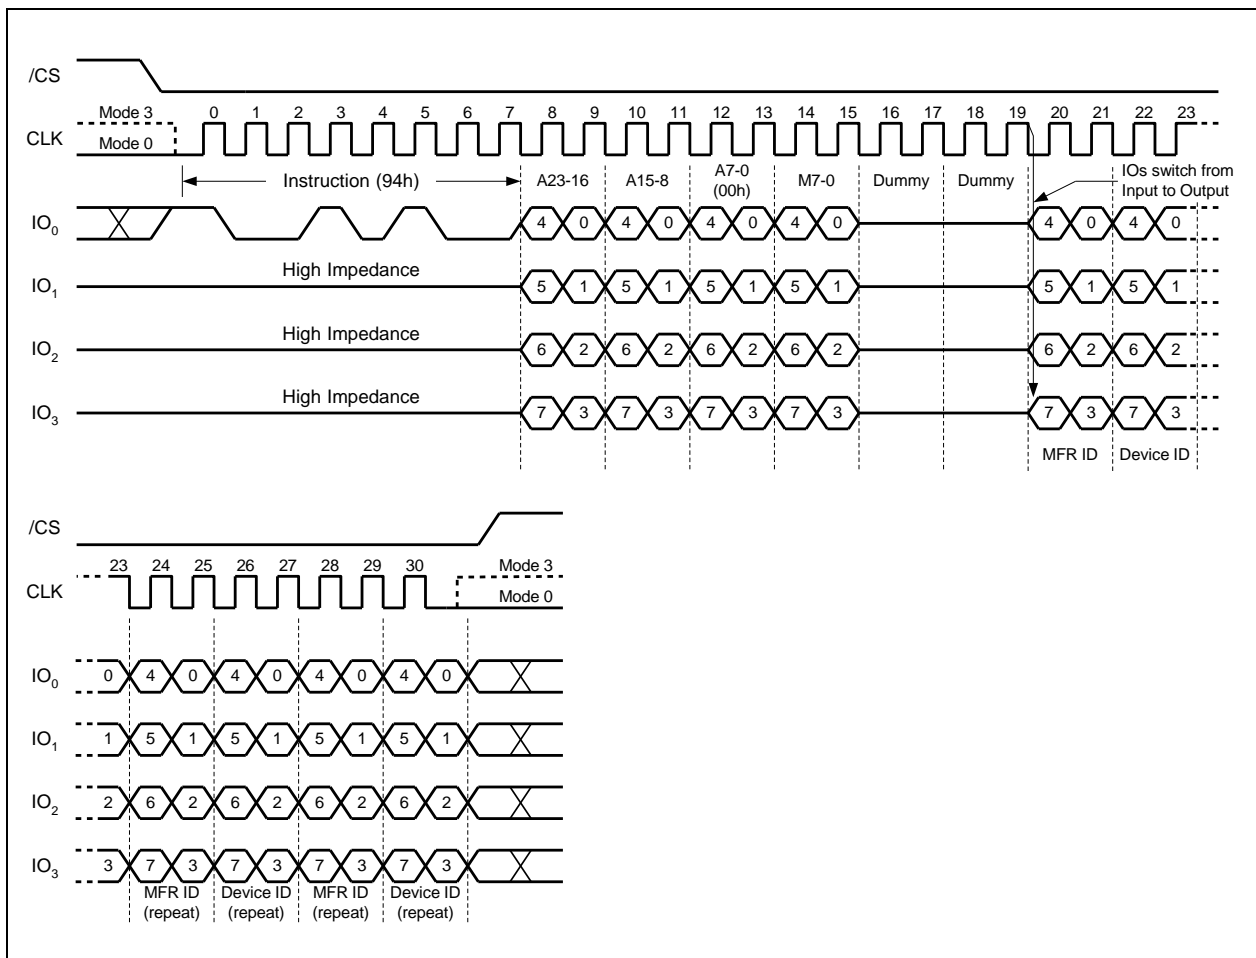 /CS
Mode 3
0 1 2 3 4 5 6 7 8 9 10 11 12 13 14 15 16 17 18 19 20 21 22 23
CLK
Mode 0
Instruction (94h)
A23-16
A15-8
A7-0
(00h)
M7-0
Dummy
Dummy
IOs switch from
Input to Output
IO0
4 0 4 0 4 0 4 0 4 0 4 0
High Impedance
IO1
5 1 5 1 5 1 5 1 5 1 5 1
High Impedance
IO2
6 2 6 2 6 2 6 2 6 2 6 2
High Impedance
IO3
7 3 7 3 7 3 7 3 7 3 7 3
MFR ID
Device ID
/CS
23 24 25 26 27 28 29 30
Mode 3
CLK
Mode 0
IO0
0 4 0 4 0 4 0 4 0
IO1
1 5 1 5 1 5 1 5 1
IO2
2 6 2 6 2 6 2 6 2
IO3
3 7 3 7 3 7 3 7 3
MFR ID
(repeat)
Device ID
(repeat)
MFR ID
(repeat)
Device ID
(repeat)